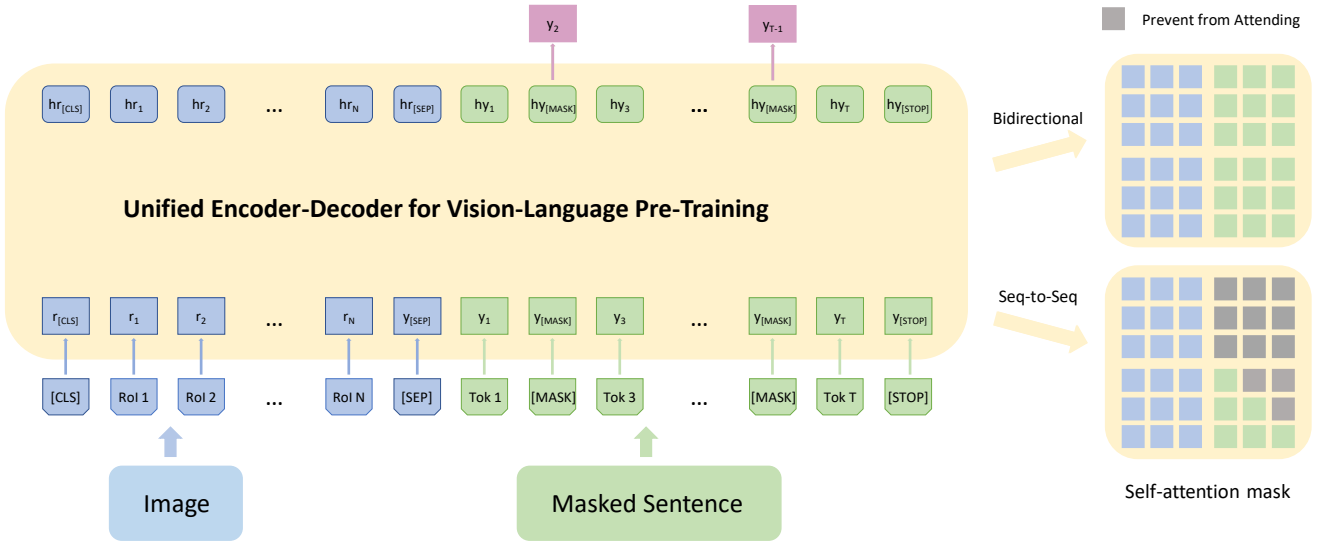 y2 yT-1 Prevent from Attending
hr[CLS] hr1 hr2 ... hrN hr[SEP] hy1 hy[MASK] hy3 ... hy[MASK] hyT hy[STOP]
Bidirectional
Unified Encoder-Decoder for Vision-Language Pre-Training
Seq-to-Seq
r[CLS] r1 r2 ... rN y[SEP] y1 y[MASK] y3 ... y[MASK] yT y[STOP]
[CLS] RoI 1 RoI 2 ... RoI N [SEP] Tok 1 [MASK] Tok 3 ... [MASK] Tok T [STOP]
Image Masked Sentence
Self-attention mask